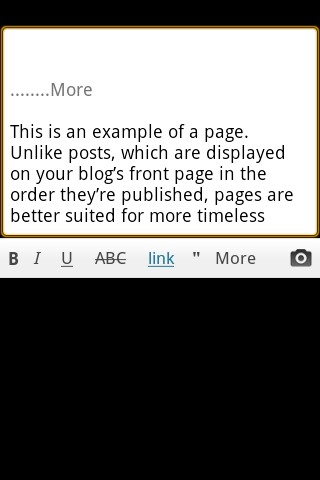 ........More
This is an example of a page.
Unlike posts, which are displayed
on your blog’s front page in the
order they’re published, pages are
better suited for more timeless
B I U ABC link " More